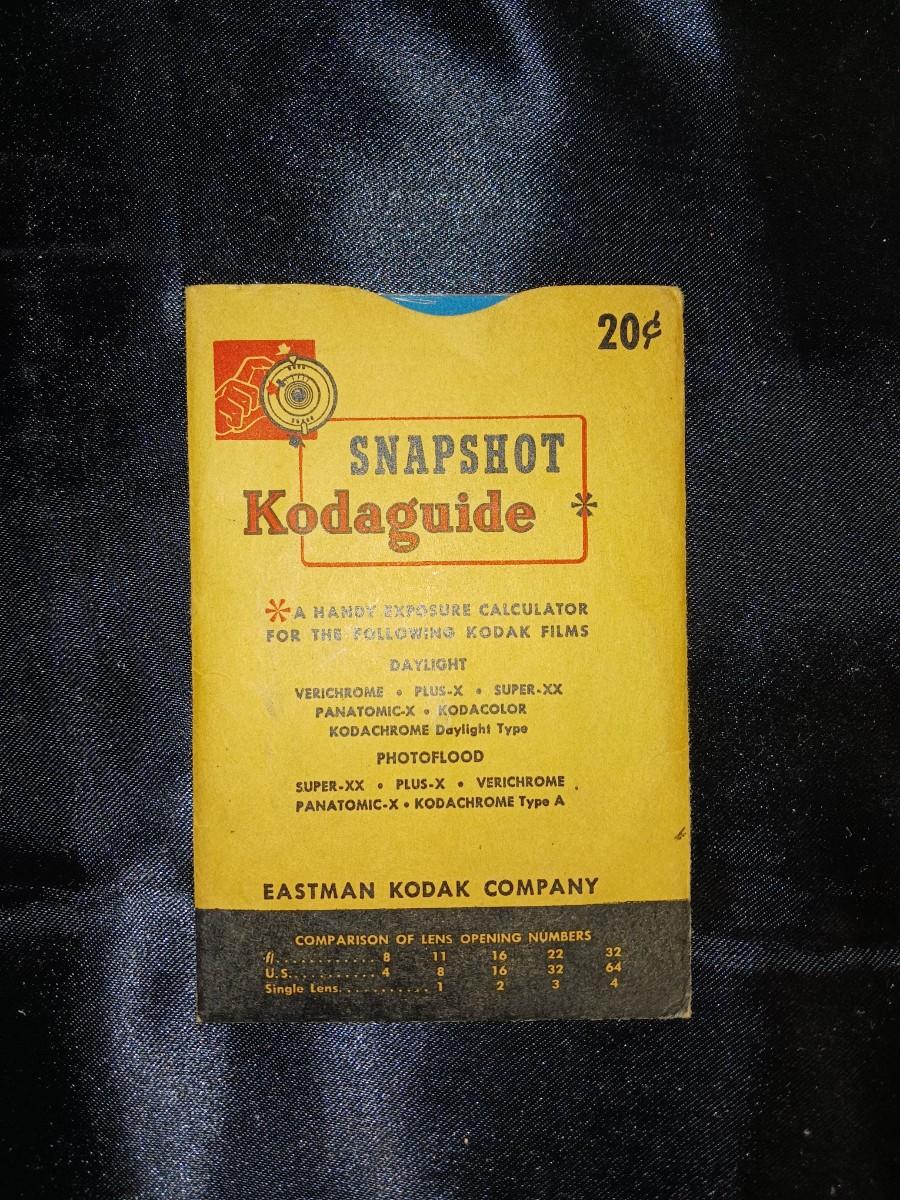 20¢
SNAPSHOT
Kodaguide *
*A HANDY EXPOSURE CALCULATOR
FOR THE FOLLOWING KODAK FILMS
DAYLIGHT
VERICHROME • PLUS-X • SUPER-XX
PANATOMIC-X • KODACOLOR
KODACHROME Daylight Type
PHOTOFLOOD
SUPER-XX • PLUS-X • VERICHROME
PANATOMIC-X • KODACHROME Type A
EASTMAN KODAK COMPANY
COMPARISON OF LENS OPENING NUMBERS
f/............ 8 11 16 22 32
U.S........... 4 8 16 32 64
Single Lens........... 1 2 3 4